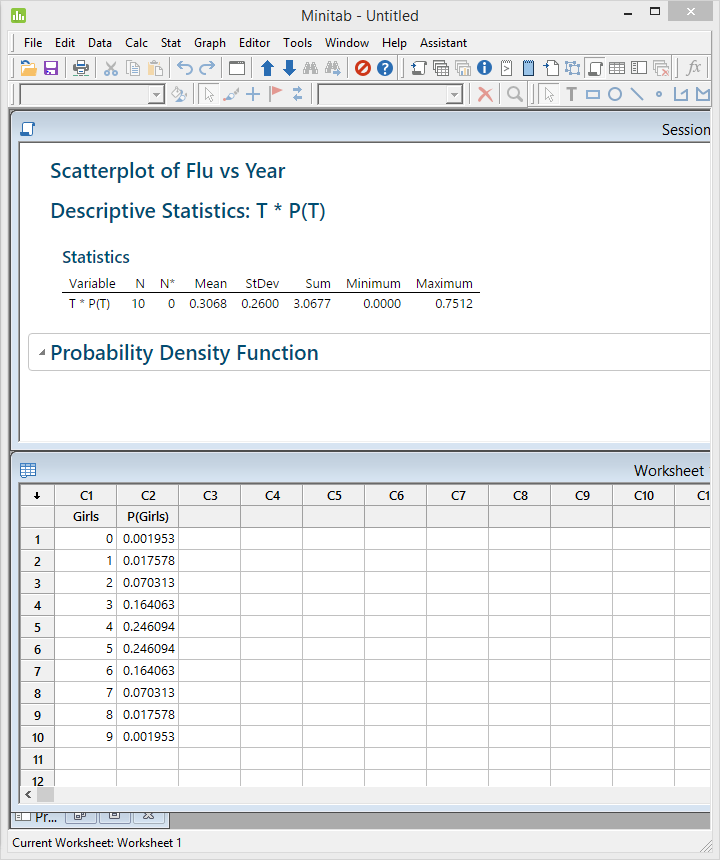 Minitab - Untitled
File Edit Data Calc Stat Graph Editor Tools Window Help Assistant
Session
Scatterplot of Flu vs Year
Descriptive Statistics: T * P(T)
Statistics
Variable N N* Mean StDev Sum Minimum Maximum
T * P(T) 10 0 0.3068 0.2600 3.0677 0.0000 0.7512
Probability Density Function
Worksheet
C1 C2 C3 C4 C5 C6 C7 C8 C9 C10 C1
Girls P(Girls)
1 0 0.001953
2 1 0.017578
3 2 0.070313
4 3 0.164063
5 4 0.246094
6 5 0.246094
7 6 0.164063
8 7 0.070313
9 8 0.017578
10 9 0.001953
11
12
Pr...
Current Worksheet: Worksheet 1